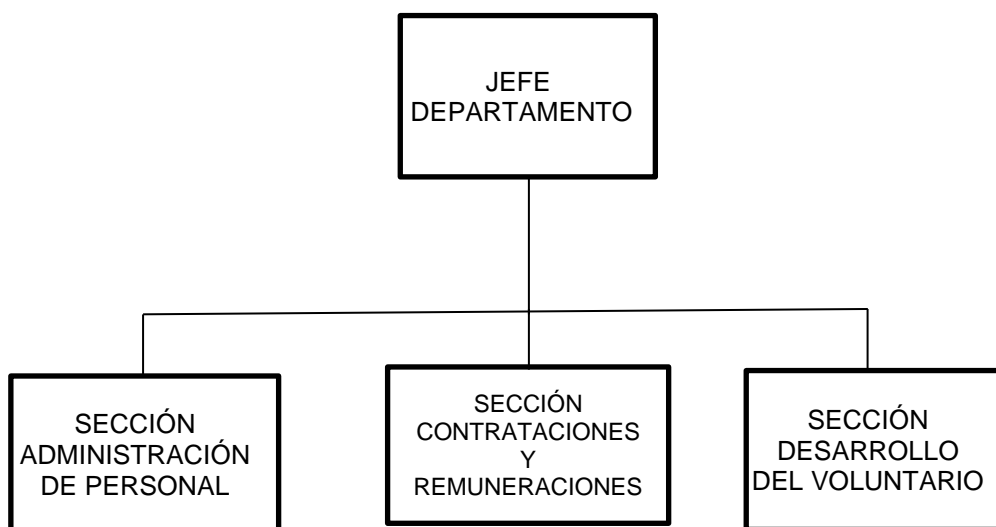 JEFE
DEPARTAMENTO
SECCIÓN
ADMINISTRACIÓN
DE PERSONAL
SECCIÓN
CONTRATACIONES
Y
REMUNERACIONES
SECCIÓN
DESARROLLO
DEL VOLUNTARIO